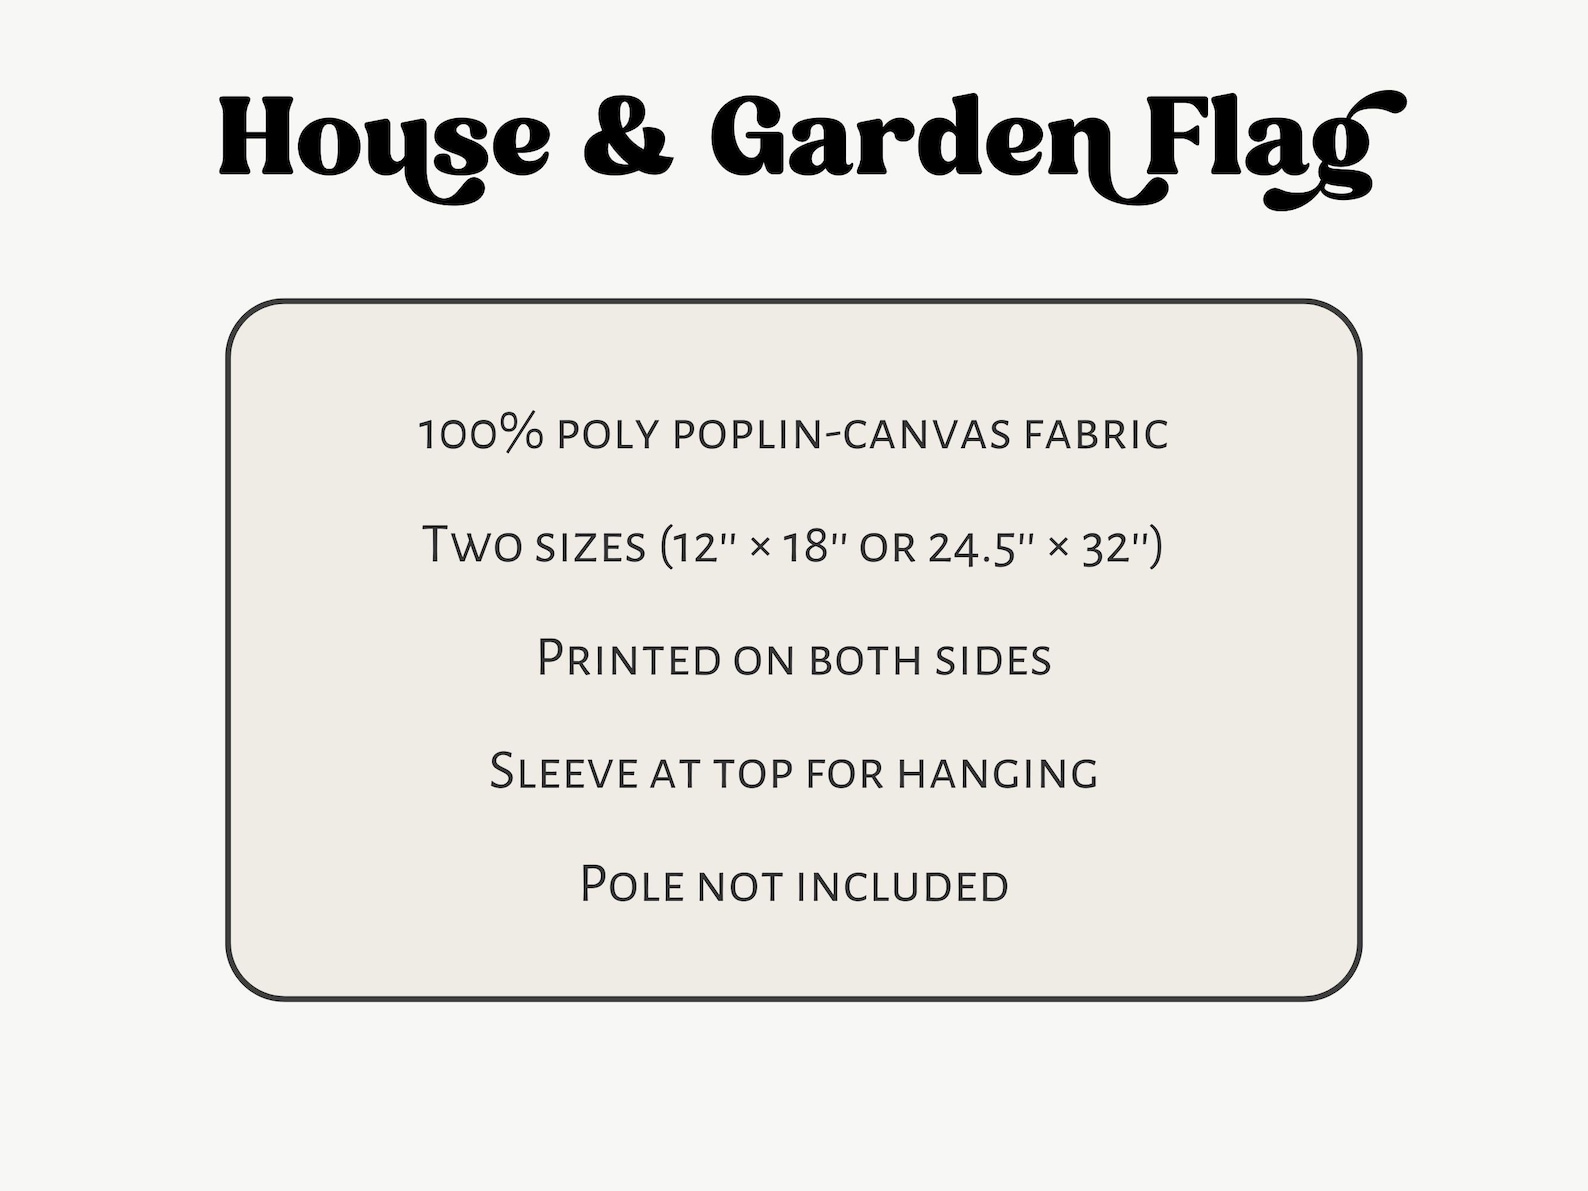 House & Garden Flag
100% poly poplin-canvas fabric
Two sizes (12" × 18" or 24.5" × 32")
Printed on both sides
Sleeve at top for hanging
Pole not included